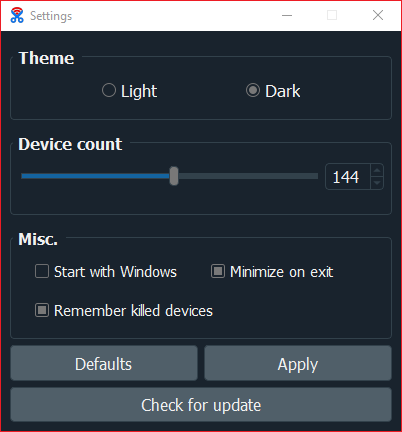 Settings
Theme
Light Dark
Device count
144
Misc.
Start with Windows Minimize on exit
Remember killed devices
Defaults Apply
Check for update